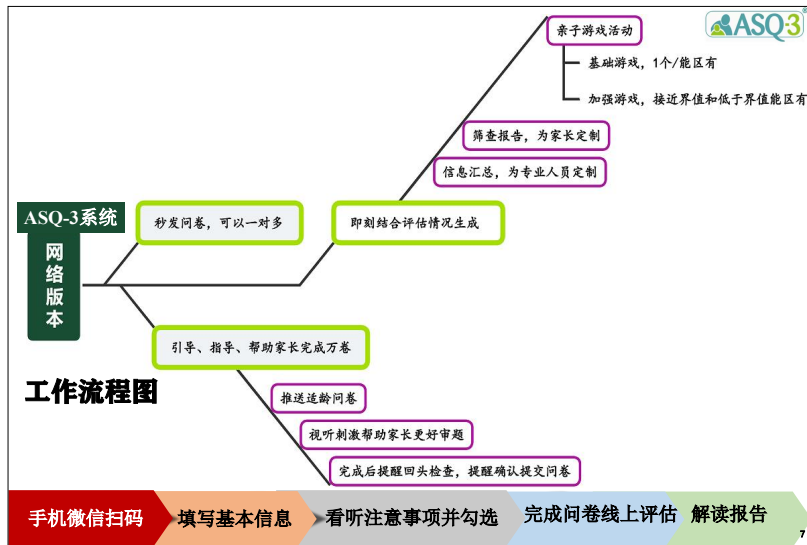 亲子游戏活动
ASQ-3
基础游戏，1个/能区有
加强游戏，接近界值和低于界值能区有
筛查报告，为家长定制
信息汇总，为专业人员定制
ASQ-3系统
秒发问卷，可以一对多
即刻结合评估情况生成
网络版本
引导、指导、帮助家长完成万卷
工作流程图
推送适龄问卷
视听刺激帮助家长更好审题
完成后提醒回头检查，提醒确认提交问卷
手机微信扫码
填写基本信息
看听注意事项并勾选
完成问卷线上评估
解读报告
7